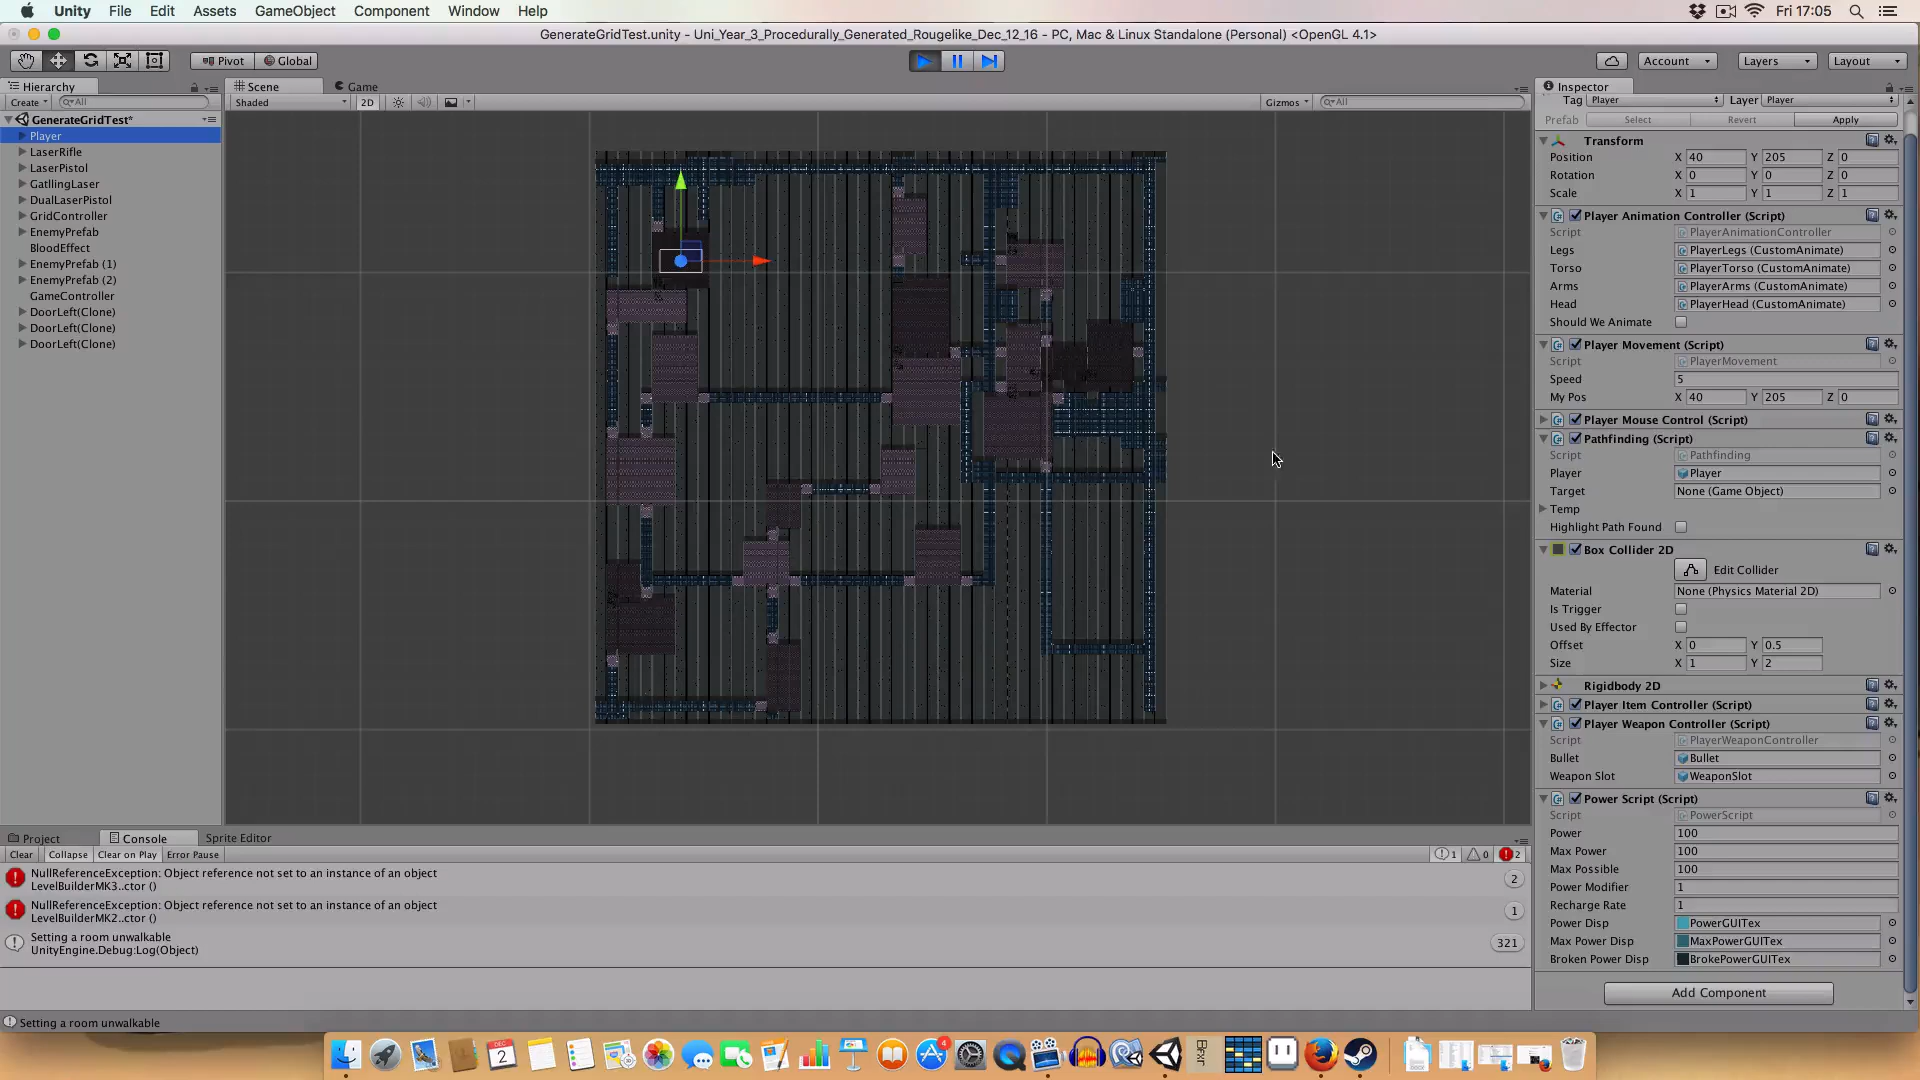 Unity File Edit Assets GameObject Component Window Help
Fri 17:05
GenerateGridTest.unity - Uni_Year_3_Procedurally_Generated_Rougelike_Dec_12_16 - PC, Mac & Linux Standalone (Personal) <OpenGL 4.1>
Pivot Global
Account Layers Layout
Hierarchy
Create All
GenerateGridTest*
Player
LaserRifle
LaserPistol
GatllingLaser
DualLaserPistol
GridController
EnemyPrefab
BloodEffect
EnemyPrefab (1)
EnemyPrefab (2)
GameController
DoorLeft(Clone)
DoorLeft(Clone)
DoorLeft(Clone)
Scene Game
Shaded 2D Gizmos All
Inspector
Tag Player Layer Player
Prefab Select Revert Apply
Transform
Position X 40 Y 205 Z 0
Rotation X 0 Y 0 Z 0
Scale X 1 Y 1 Z 1
Player Animation Controller (Script)
Script PlayerAnimationController
Legs PlayerLegs (CustomAnimate)
Torso PlayerTorso (CustomAnimate)
Arms PlayerArms (CustomAnimate)
Head PlayerHead (CustomAnimate)
Should We Animate
Player Movement (Script)
Script PlayerMovement
Speed 5
My Pos X 40 Y 205 Z 0
Player Mouse Control (Script)
Pathfinding (Script)
Script Pathfinding
Player Player
Target None (Game Object)
Temp
Highlight Path Found
Box Collider 2D
Edit Collider
Material None (Physics Material 2D)
Is Trigger
Used By Effector
Offset X 0 Y 0.5
Size X 1 Y 2
Rigidbody 2D
Player Item Controller (Script)
Player Weapon Controller (Script)
Script PlayerWeaponController
Bullet Bullet
Weapon Slot WeaponSlot
Power Script (Script)
Script PowerScript
Power 100
Max Power 100
Max Possible 100
Power Modifier 1
Recharge Rate 1
Power Disp PowerGUITex
Max Power Disp MaxPowerGUITex
Broken Power Disp BrokePowerGUITex
Add Component
Project Console Sprite Editor
Clear Collapse Clear on Play Error Pause 1 0 2
NullReferenceException: Object reference not set to an instance of an object
LevelBuilderMK3..ctor ()
2
NullReferenceException: Object reference not set to an instance of an object
LevelBuilderMK2..ctor ()
1
Setting a room unwalkable
UnityEngine.Debug:Log(Object)
321
Setting a room unwalkable
DEC
2
4
Bfxr